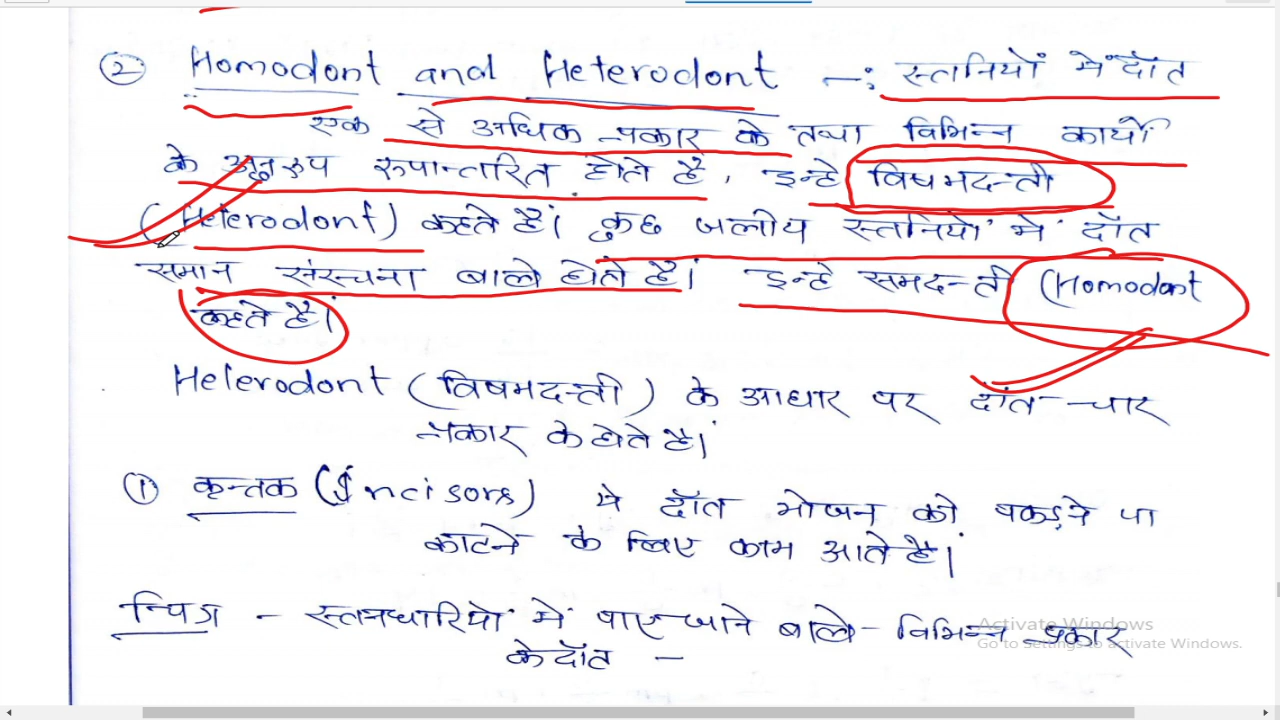 ② Homodont and Heterodont -: स्तनियों में दाँत
एक से अधिक प्रकार के तथा विभिन्न कार्यो
के अनुरुप रुपान्तरित होते है, इन्हे विषमदन्ती
(Heterodont) कहते हैं। कुछ जलीय स्तनियों में दाँत
समान संरचना बाले होते है। इन्हे समदन्ती (Homodont
कहते है।
Heterodont (विषमदन्ती) के आधार पर दाँत चार
प्रकार के होते है।
① कृन्तक (Incisors) ये दाँत भोजन को पकड़ने या
काटने के लिए काम आते है।
चित्र - स्तनधारियों में पाए जाने बाले विभिन्न प्रकार
के दाँत -
Activate Windows
Go to Settings to activate Windows.